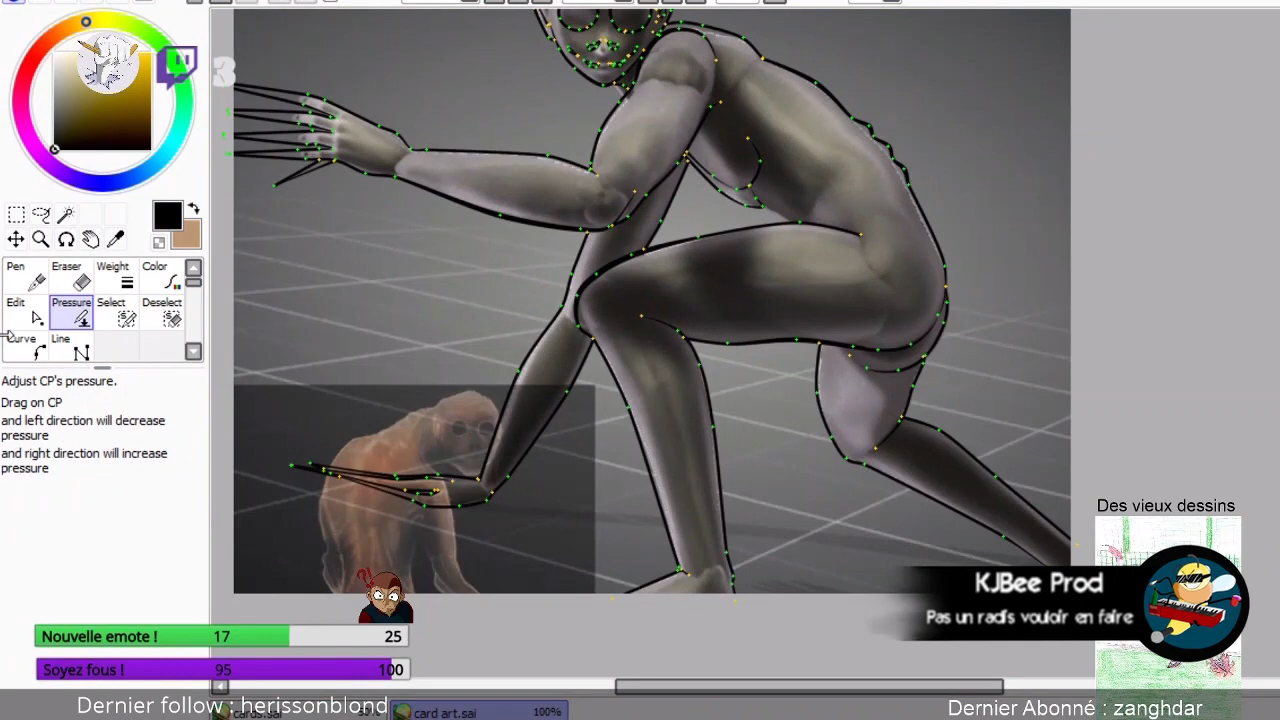 3
Pen
Eraser
Weight
Color
Edit
Pressure
Select
Deselect
Curve
Line
Adjust CP's pressure.
Drag on CP
and left direction will decrease
pressure
and right direction will increase
pressure
Des vieux dessins
KJBee Prod
Pas un radis vouloir en faire
Nouvelle emote !
17
25
Soyez fous !
95
100
Dernier follow : herissonblond
cards.sai
card art.sai
100%
Dernier Abonné : zanghdar